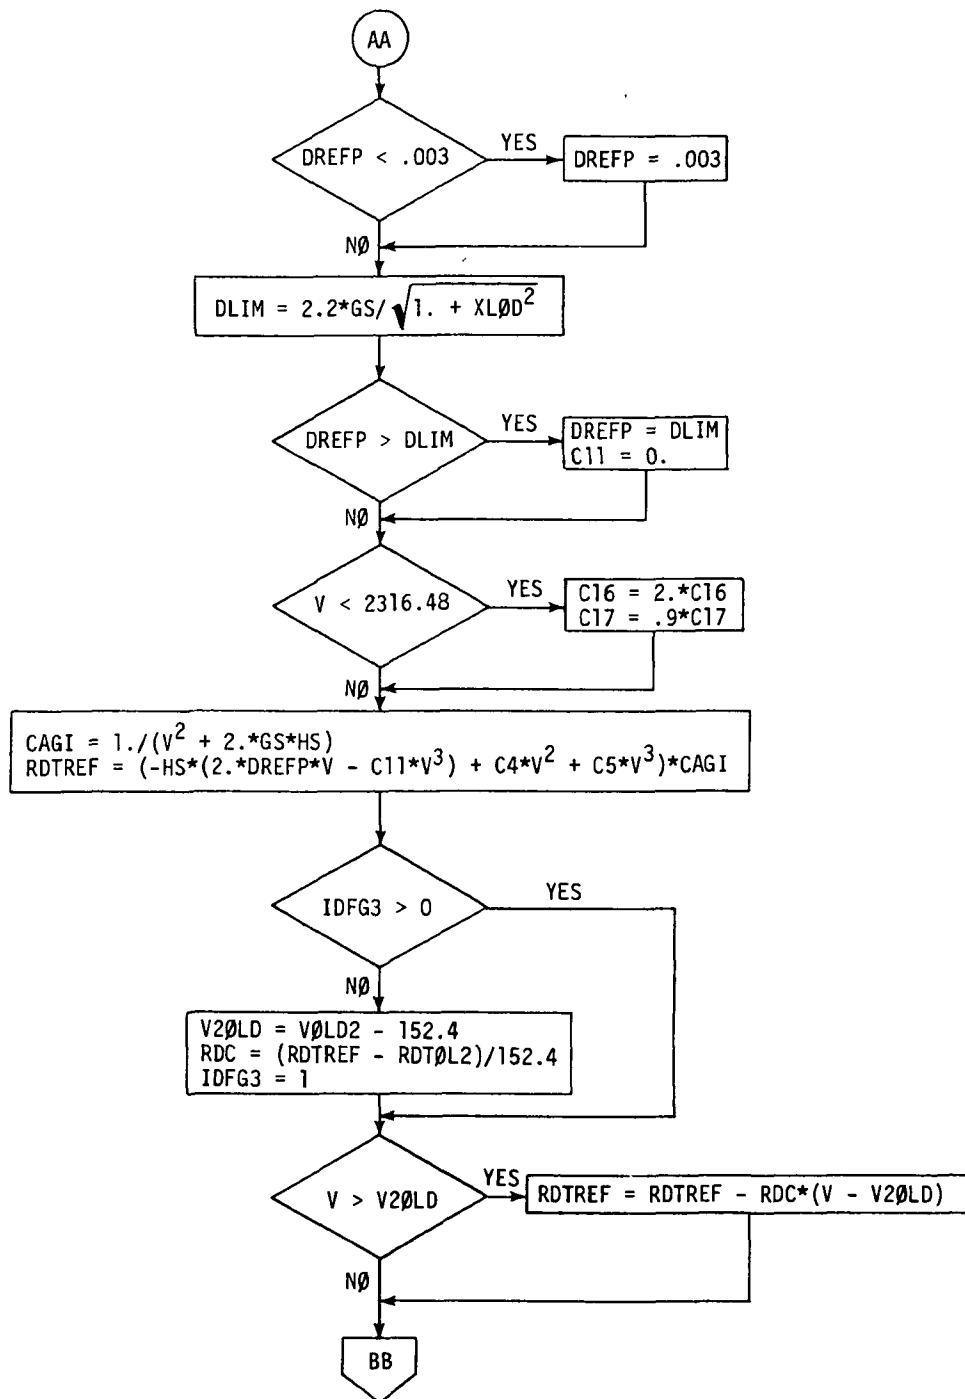 AA
DREFP < .003
YES
DREFP = .003
NØ
DLIM = 2.2*GS/√1. + XLØD²
DREFP > DLIM
YES
DREFP = DLIM
C11 = 0.
NØ
V < 2316.48
YES
C16 = 2.*C16
C17 = .9*C17
NØ
CAGI = 1./(V² + 2.*GS*HS)
RDTREF = (-HS*(2.*DREFP*V - C11*V³) + C4*V² + C5*V³)*CAGI
IDFG3 > 0
YES
NØ
V2ØLD = VØLD2 - 152.4
RDC = (RDTREF - RDTØL2)/152.4
IDFG3 = 1
V > V2ØLD
YES
RDTREF = RDTREF - RDC*(V - V2ØLD)
NØ
BB